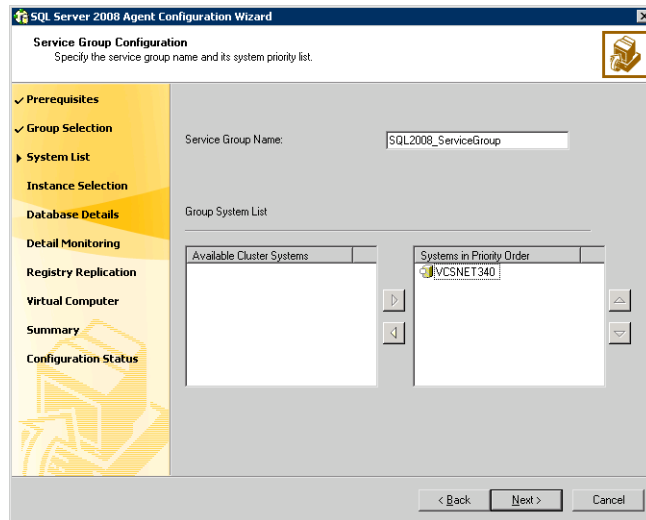 SQL Server 2008 Agent Configuration Wizard
Service Group Configuration
Specify the service group name and its system priority list.
Prerequisites
Group Selection
System List
Instance Selection
Database Details
Detail Monitoring
Registry Replication
Virtual Computer
Summary
Configuration Status
Service Group Name:
SQL2008_ServiceGroup
Group System List
Available Cluster Systems
Systems in Priority Order
VCSNET340
< Back
Next >
Cancel